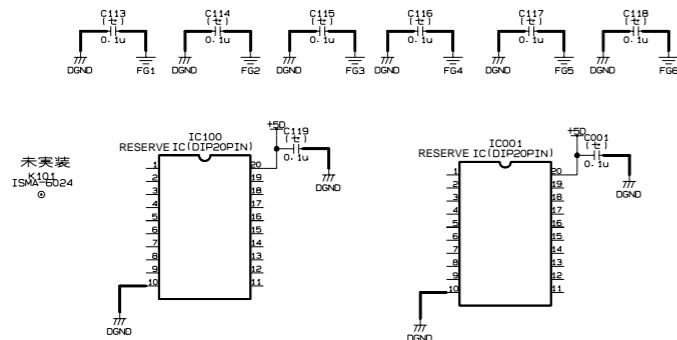 C113 C114 C115 C116 C117 C118
(セ) (セ) (セ) (セ) (セ) (セ)
0.1u 0.1u 0.1u 0.1u 0.1u 0.1u
DGND FG1 DGND FG2 DGND FG3 DGND FG4 DGND FG5 DGND FG6
未実装
K101
ISMA-6024
IC100
RESERVE IC(DIP20PIN)
+5D
C119
(セ)
0.1u
DGND
1 20
2 19
3 18
4 17
5 16
6 15
7 14
8 13
9 12
10 11
DGND
IC001
RESERVE IC(DIP20PIN)
+5D
C001
(セ)
0.1u
DGND
1 20
2 19
3 18
4 17
5 16
6 15
7 14
8 13
9 12
10 11
DGND